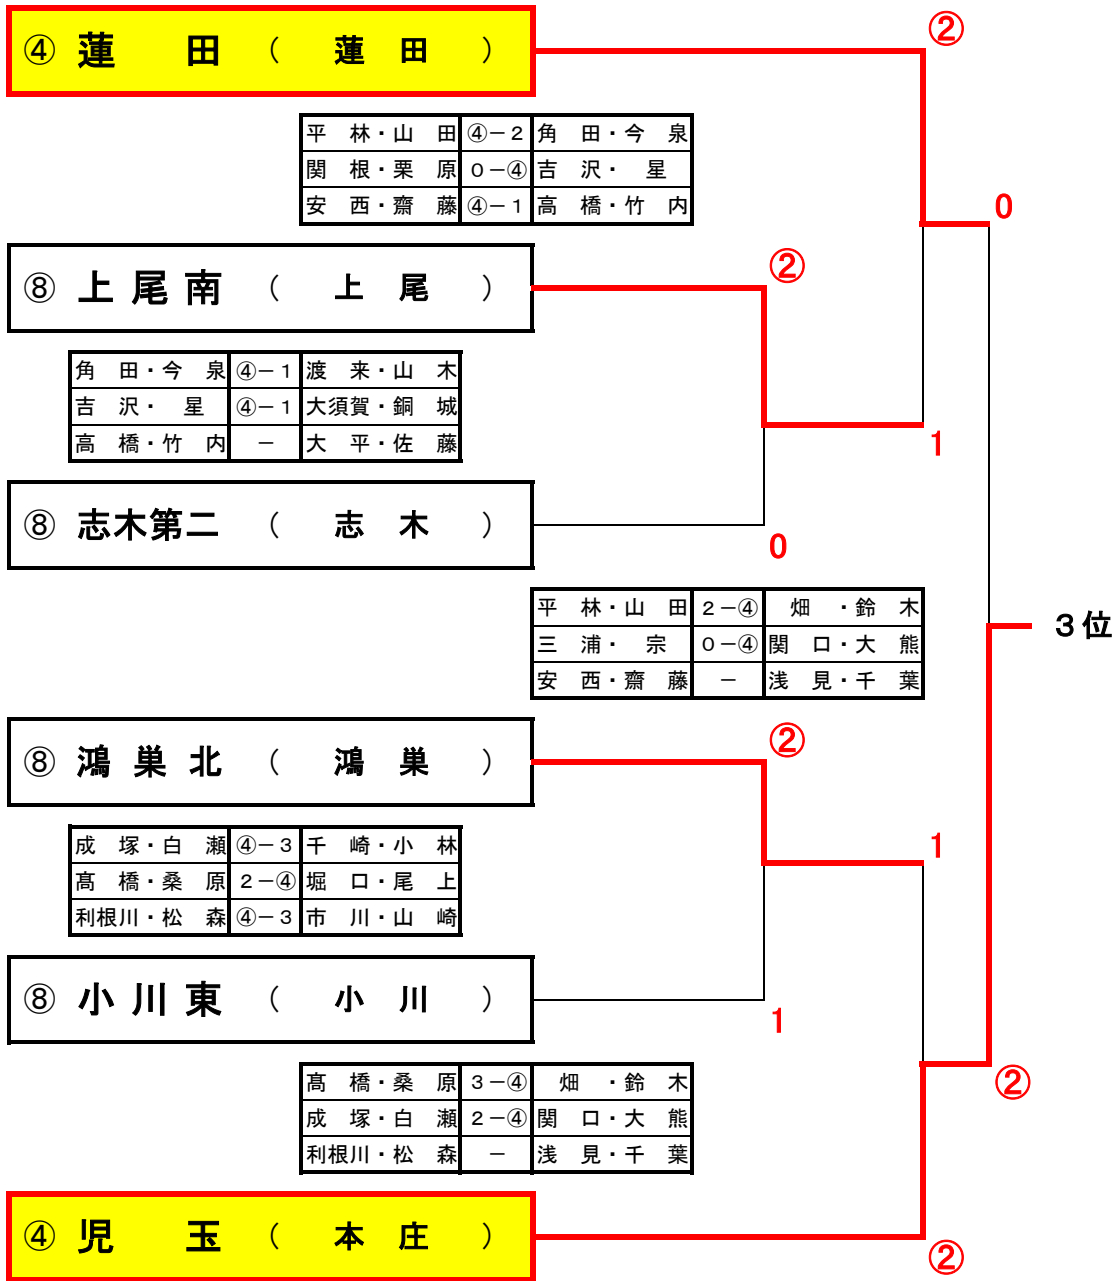 ④ 蓮 田 ( 蓮 田 )
②
平 林・山 田 ④－2 角 田・今 泉
関 根・栗 原 0－④ 吉 沢・ 星
安 西・齋 藤 ④－1 高 橋・竹 内
0
⑧ 上 尾 南 ( 上 尾 )
②
角 田・今 泉 ④－1 渡 来・山 木
吉 沢・ 星 ④－1 大須賀・銅 城
高 橋・竹 内 － 大 平・佐 藤
1
⑧ 志木第二 ( 志 木 )
0
平 林・山 田 2－④ 畑 ・鈴 木
三 浦・ 宗 0－④ 関 口・大 熊
安 西・齋 藤 － 浅 見・千 葉
３位
⑧ 鴻 巣 北 ( 鴻 巣 )
②
成 塚・白 瀬 ④－3 千 崎・小 林
髙 橋・桑 原 2－④ 堀 口・尾 上
利根川・松 森 ④－3 市 川・山 崎
1
⑧ 小 川 東 ( 小 川 )
1
髙 橋・桑 原 3－④ 畑 ・鈴 木
成 塚・白 瀬 2－④ 関 口・大 熊
利根川・松 森 － 浅 見・千 葉
②
④ 児 玉 ( 本 庄 )
②